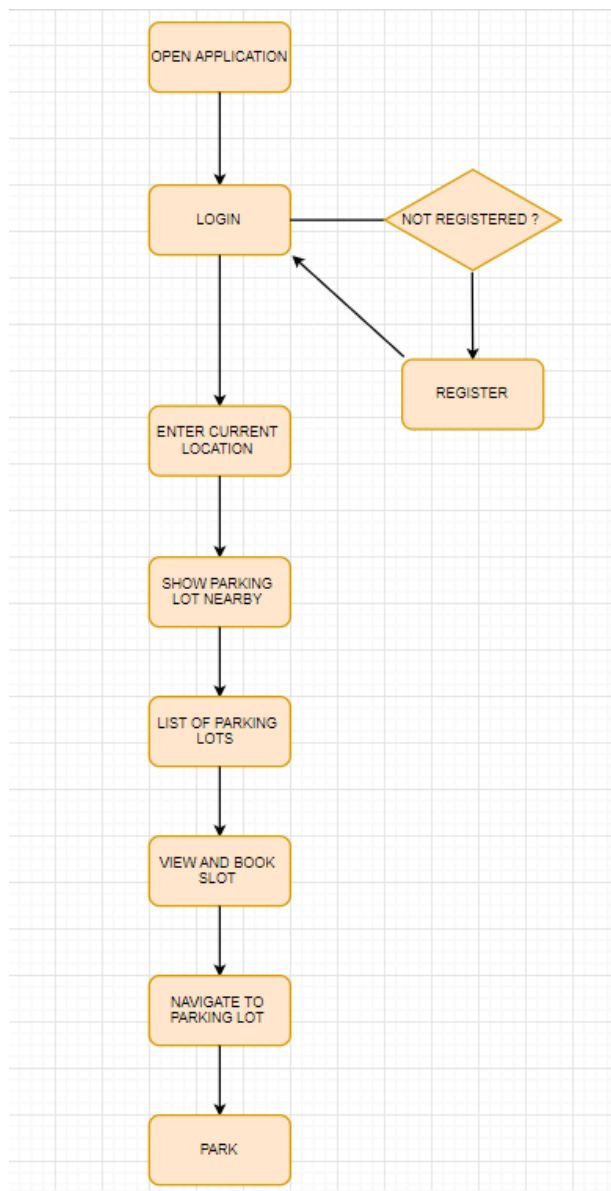 OPEN APPLICATION
LOGIN
NOT REGISTERED ?
REGISTER
ENTER CURRENT
LOCATION
SHOW PARKING
LOT NEARBY
LIST OF PARKING
LOTS
VIEW AND BOOK
SLOT
NAVIGATE TO
PARKING LOT
PARK